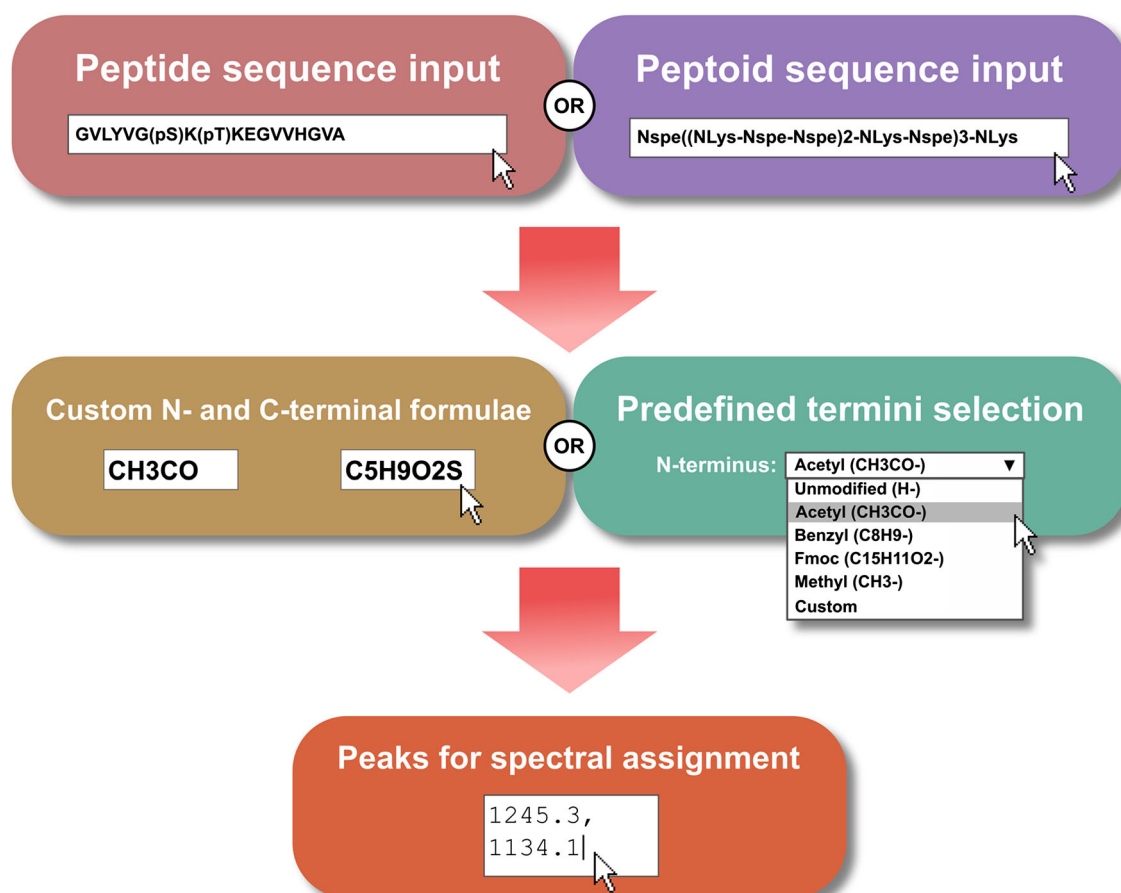 Peptide sequence input
GVLYVG(pS)K(pT)KEGVVHGVA
OR
Peptoid sequence input
Nspe((NLys-Nspe-Nspe)2-NLys-Nspe)3-NLys
Custom N- and C-terminal formulae
CH3CO
C5H9O2S
OR
Predefined termini selection
N-terminus: Acetyl (CH3CO-) ▼
Unmodified (H-)
Acetyl (CH3CO-)
Benzyl (C8H9-)
Fmoc (C15H11O2-)
Methyl (CH3-)
Custom
Peaks for spectral assignment
1245.3,
1134.1